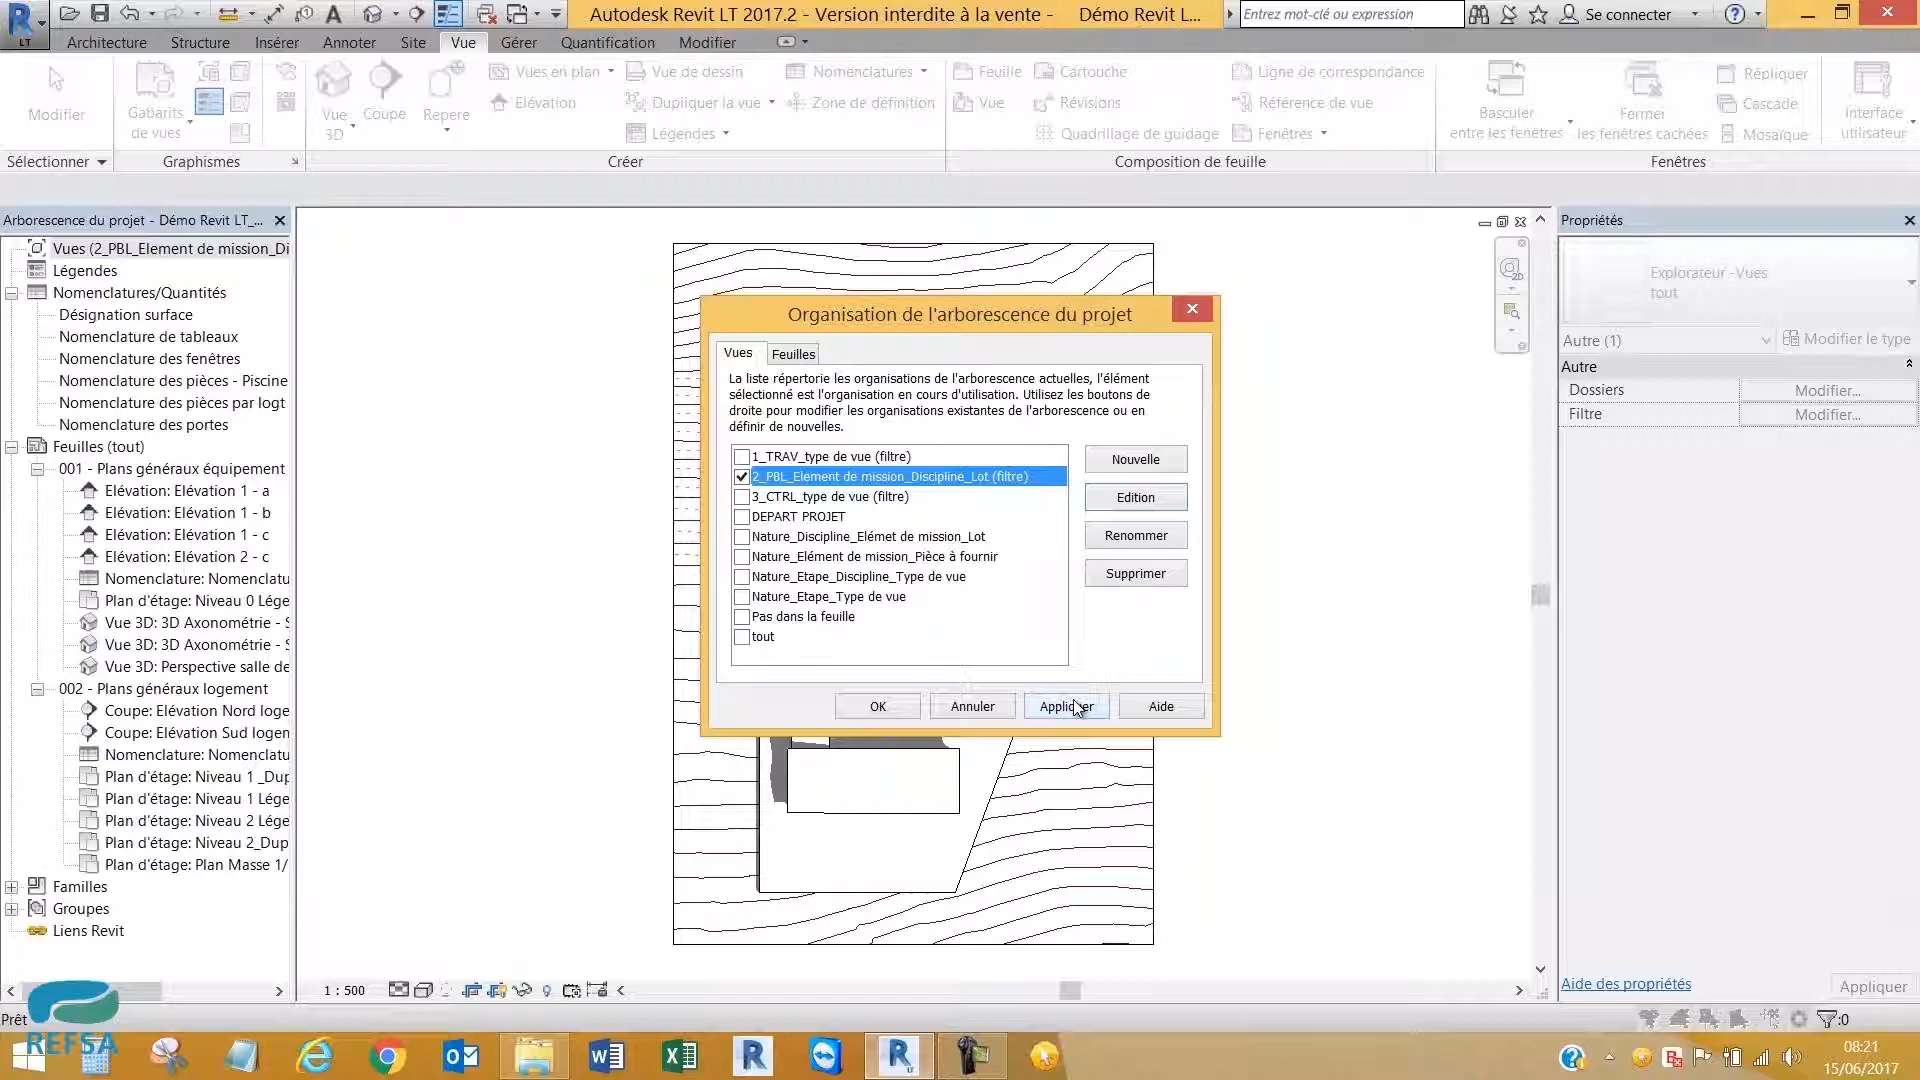 Autodesk Revit LT 2017.2 - Version interdite à la vente - Démo Revit L...
Entrez mot-clé ou expression
Se connecter
LT
Architecture Structure Insérer Annoter Site Vue Gérer Quantification Modifier
Modifier
Gabarits
de vues
Vue
3D
Coupe
Repere
Vues en plan
Elévation
Vue de dessin
Dupliquer la vue
Légendes
Nomenclatures
Zone de définition
Feuille
Vue
Cartouche
Révisions
Quadrillage de guidage
Ligne de correspondance
Référence de vue
Fenêtres
Basculer
entre les fenêtres
Fermer
les fenêtres cachées
Répliquer
Cascade
Mosaïque
Interface
utilisateur
Sélectionner Graphismes Créer Composition de feuille Fenêtres
Arborescence du projet - Démo Revit LT_...
Vues (2_PBL_Element de mission_Di
Légendes
Nomenclatures/Quantités
Désignation surface
Nomenclature de tableaux
Nomenclature des fenêtres
Nomenclature des pièces - Piscine
Nomenclature des pièces par logt
Nomenclature des portes
Feuilles (tout)
001 - Plans généraux équipement
Elévation: Elévation 1 - a
Elévation: Elévation 1 - b
Elévation: Elévation 1 - c
Elévation: Elévation 2 - c
Nomenclature: Nomenclatu
Plan d'étage: Niveau 0 Lége
Vue 3D: 3D Axonométrie - S
Vue 3D: 3D Axonométrie - S
Vue 3D: Perspective salle de
002 - Plans généraux logement
Coupe: Elévation Nord loge
Coupe: Elévation Sud logen
Nomenclature: Nomenclatu
Plan d'étage: Niveau 1 _Dup
Plan d'étage: Niveau 1 Lége
Plan d'étage: Niveau 2 Lége
Plan d'étage: Niveau 2_Dup
Plan d'étage: Plan Masse 1/
Familles
Groupes
Liens Revit
Organisation de l'arborescence du projet
Vues Feuilles
La liste répertorie les organisations de l'arborescence actuelles, l'élément
sélectionné est l'organisation en cours d'utilisation. Utilisez les boutons de
droite pour modifier les organisations existantes de l'arborescence ou en
définir de nouvelles.
1_TRAV_type de vue (filtre)
2_PBL_Element de mission_Discipline_Lot (filtre)
3_CTRL_type de vue (filtre)
DEPART PROJET
Nature_Discipline_Elémet de mission_Lot
Nature_Elément de mission_Pièce à fournir
Nature_Etape_Discipline_Type de vue
Nature_Etape_Type de vue
Pas dans la feuille
tout
Nouvelle
Edition
Renommer
Supprimer
OK Annuler Appliquer Aide
Propriétés
Explorateur -Vues
tout
Autre (1) Modifier le type
Autre
Dossiers Modifier...
Filtre Modifier...
Aide des propriétés Appliquer
2D
1 : 500
Prêt
:0
REFSA
08:21
15/06/2017